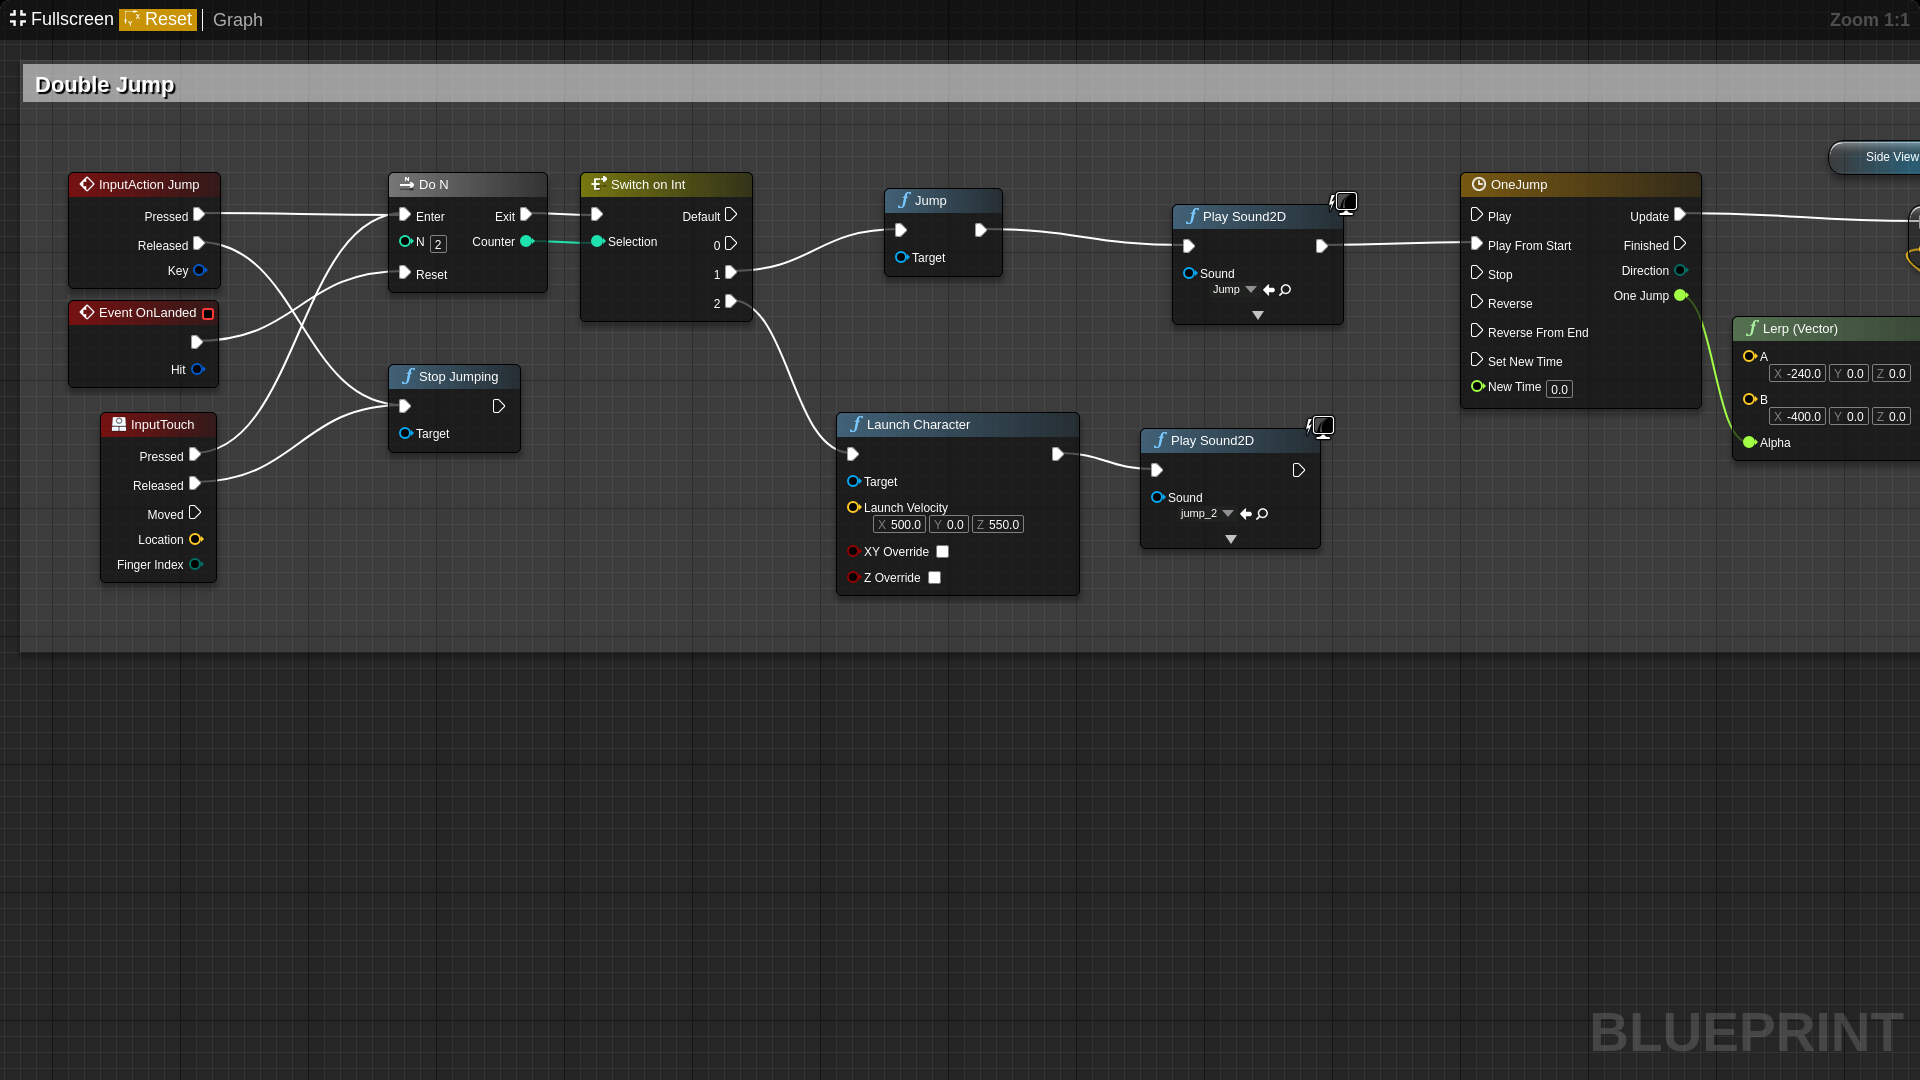 Fullscreen Reset Graph Zoom 1:1
Double Jump
Side View
InputAction Jump
Pressed
Released
Key
Event OnLanded
Hit
InputTouch
Pressed
Released
Moved
Location
Finger Index
Do N
Enter Exit
N 2 Counter
Reset
Stop Jumping
Target
Switch on Int
Default
Selection 0
1
2
Jump
Target
Launch Character
Target
Launch Velocity
X 500.0 Y 0.0 Z 550.0
XY Override
Z Override
Play Sound2D
Sound
Jump
Play Sound2D
Sound
jump_2
OneJump
Play Update
Play From Start Finished
Stop Direction
Reverse One Jump
Reverse From End
Set New Time
New Time 0.0
Lerp (Vector)
A
X -240.0 Y 0.0 Z 0.0
B
X -400.0 Y 0.0 Z 0.0
Alpha
BLUEPRINT